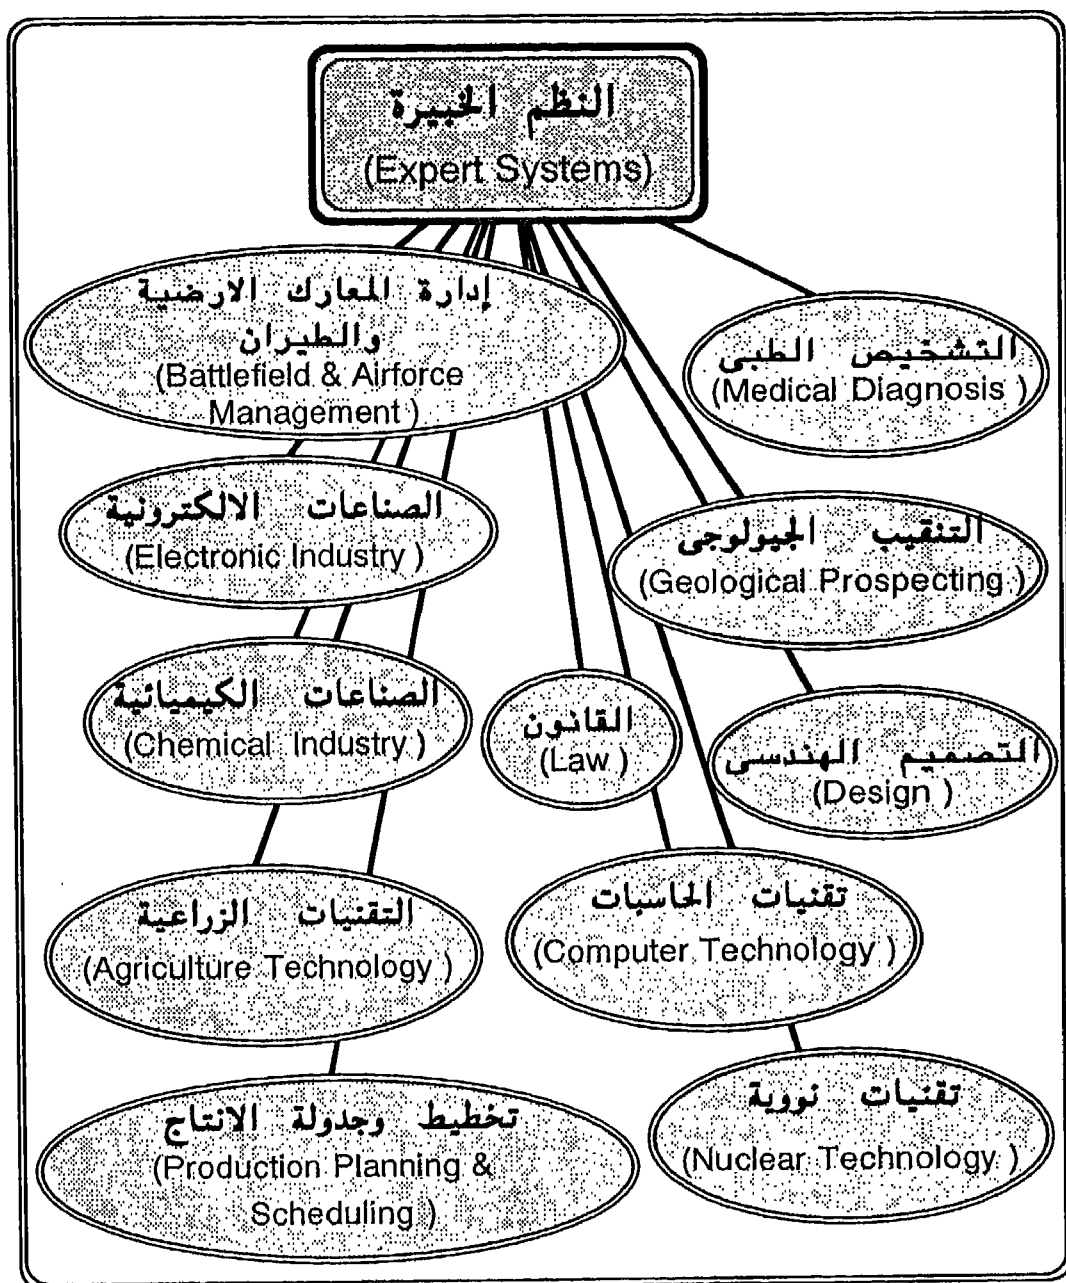 النظم الخبيرة
(Expert Systems)
إدارة المعارك الارضية
والطيران
(Battlefield & Airforce
Management )
التشخيص الطبى
(Medical Diagnosis )
الصناعات الالكترونية
(Electronic Industry )
التنقيب الجيولوجى
(Geological Prospecting )
الصناعات الكيميائية
(Chemical Industry )
القانون
(Law )
التصميم الهندسى
(Design )
التقنيات الزراعية
(Agriculture Technology )
تقنيات الحاسبات
(Computer Technology )
تخطيط وجدولة الانتاج
(Production Planning &
Scheduling )
تقنيات نووية
(Nuclear Technology )